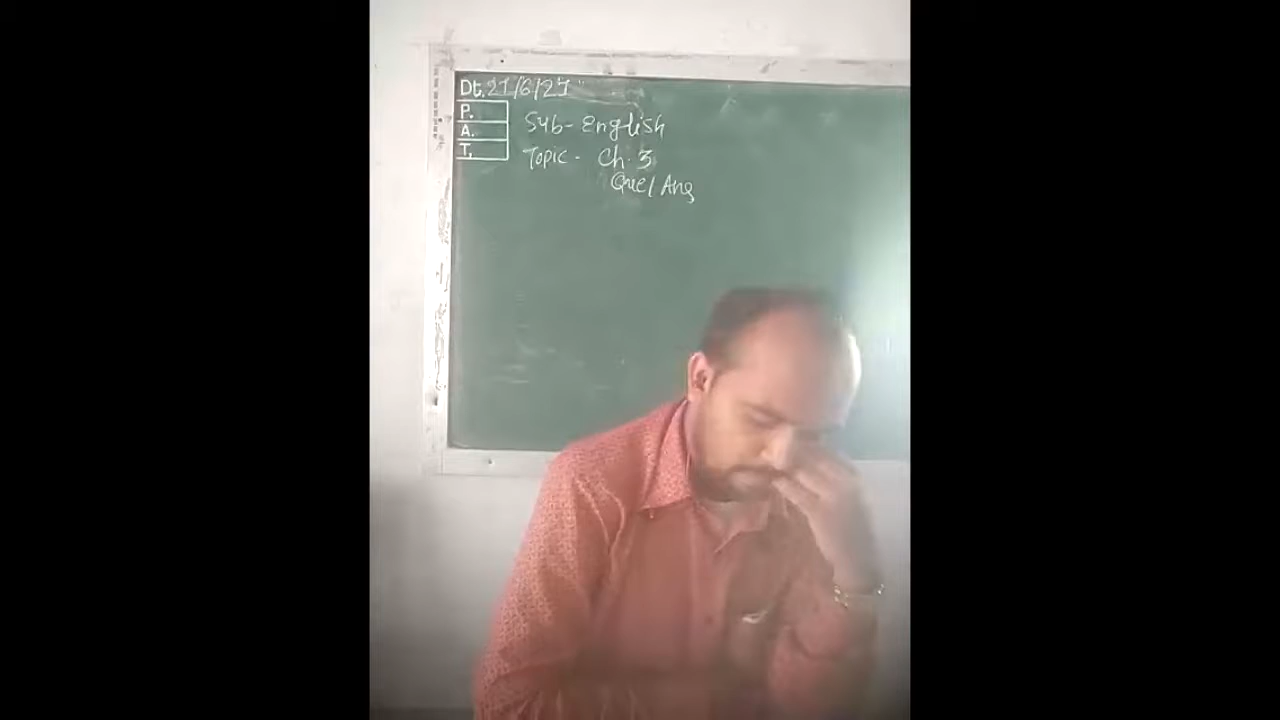 Dt. 21/6/21
P.
A.
T.
Sub- English
Topic - Ch. 3
Que/Ans